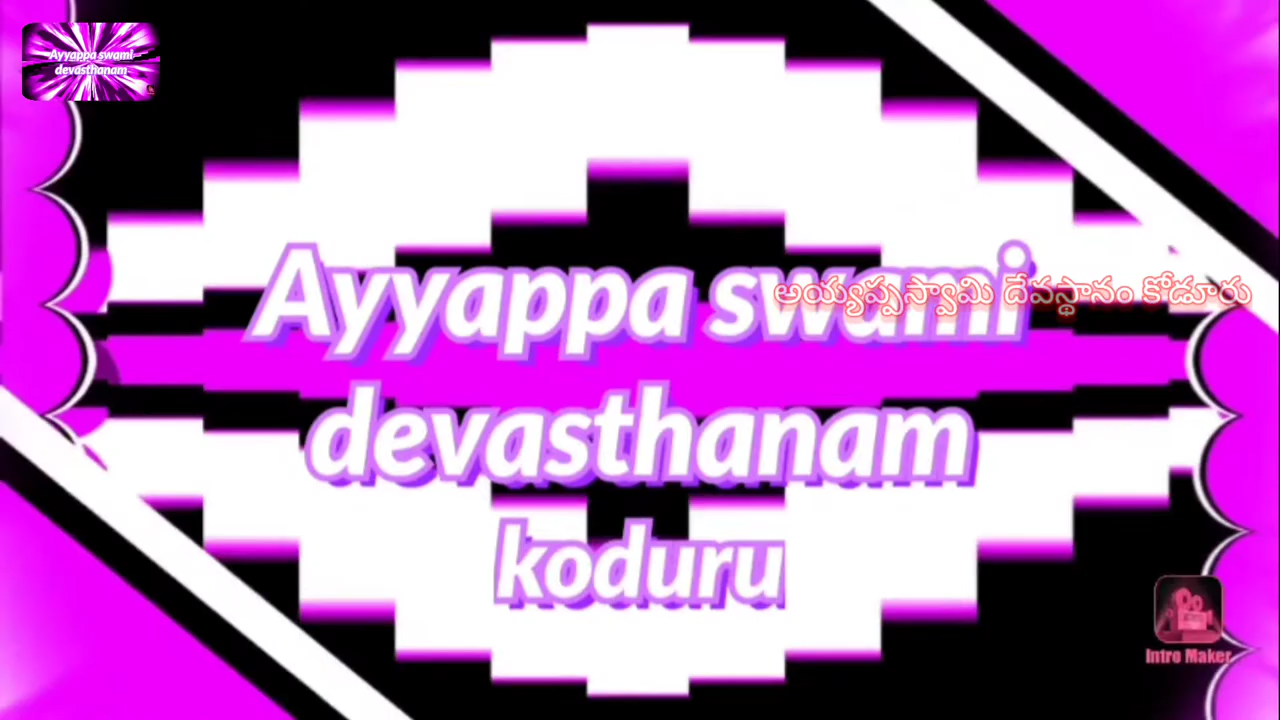 Ayyappa swami
devasthanam
Ayyappa swami
అయ్యప్పస్వామి దేవస్థానం కోడూరు
devasthanam
koduru
Intro Maker